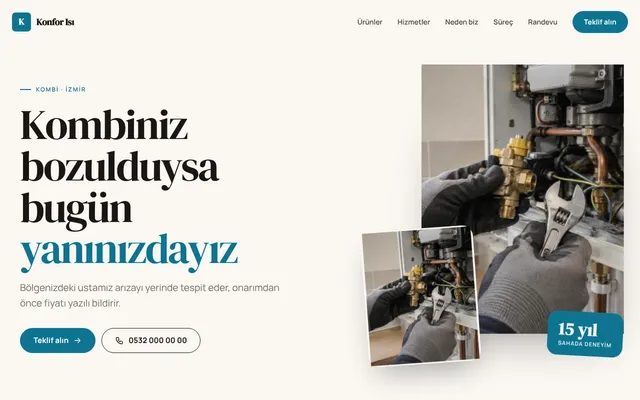 K
Konfor Isı
Ürünler
Hizmetler
Neden biz
Süreç
Randevu
Teklif alın
KOMBİ · İZMİR
Kombiniz
bozulduysa
bugün
yanınızdayız
Bölgenizdeki ustamız arızayı yerinde tespit eder, onarımdan
önce fiyatı yazılı bildirir.
Teklif alın →
0532 000 00 00
15 yıl
SAHADA DENEYİM